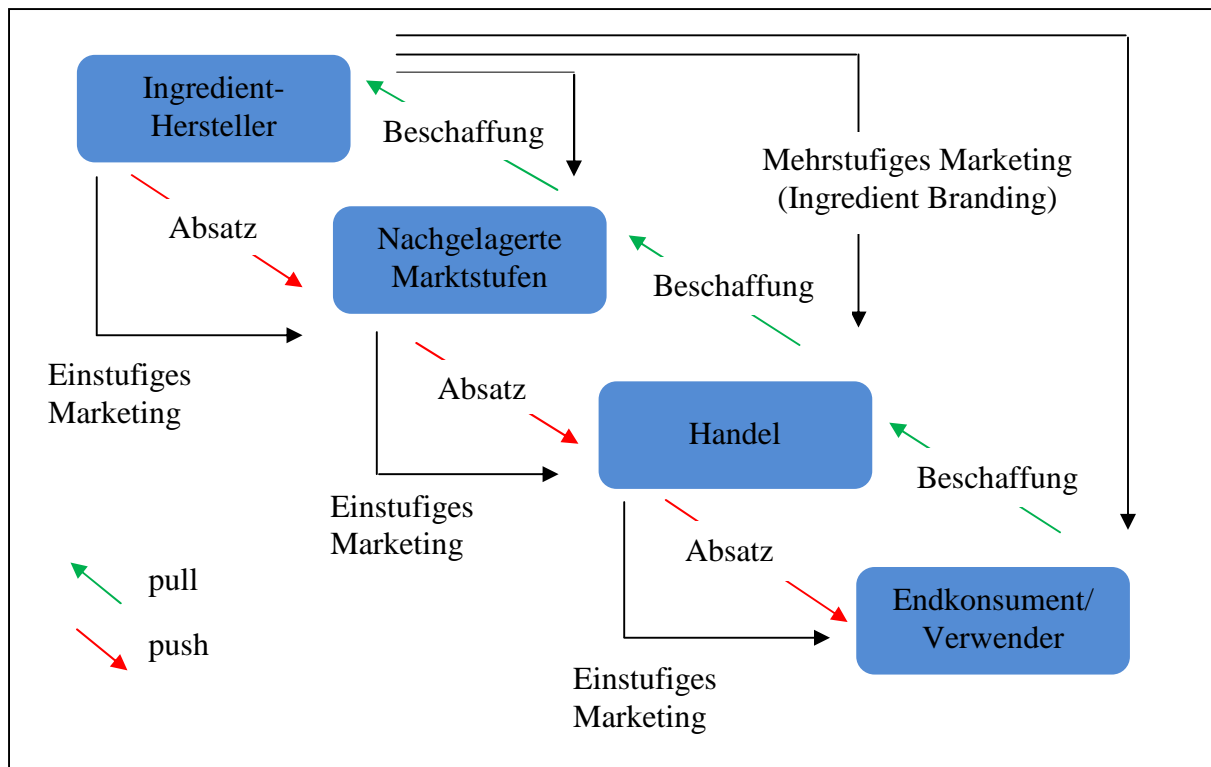 Ingredient-
Hersteller
Beschaffung
Mehrstufiges Marketing
(Ingredient Branding)
Absatz
Nachgelagerte
Marktstufen
Beschaffung
Einstufiges
Marketing
Absatz
Handel
Beschaffung
Einstufiges
Marketing
Absatz
pull
Endkonsument/
Verwender
push
Einstufiges
Marketing